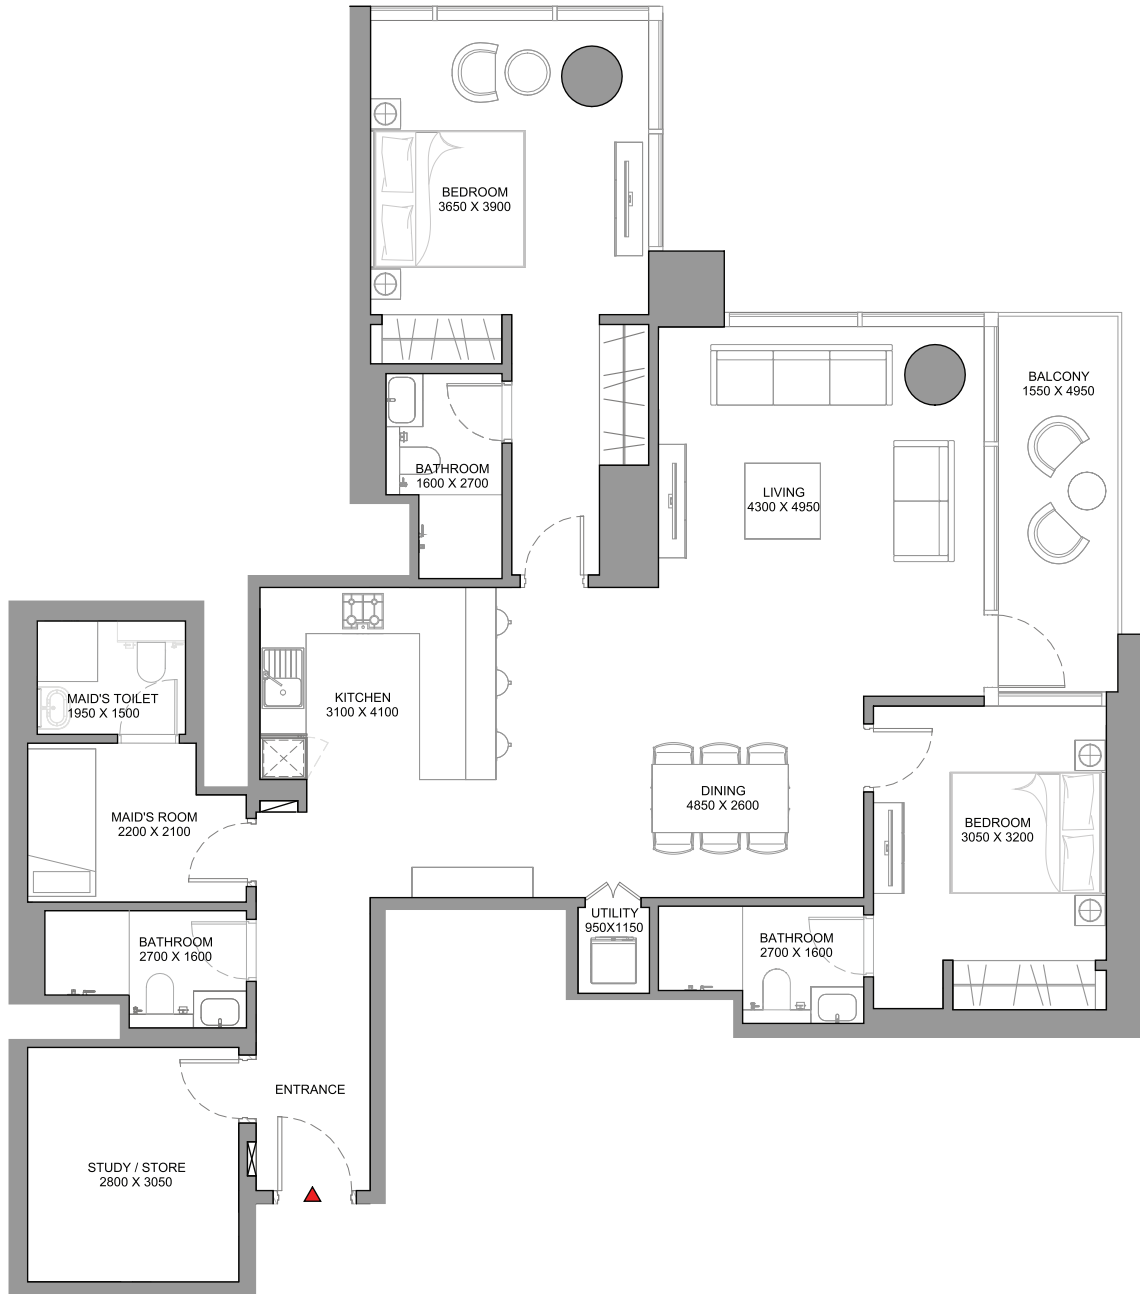 BEDROOM
3650 X 3900
BALCONY
1550 X 4950
BATHROOM
1600 X 2700
LIVING
4300 X 4950
MAID'S TOILET
1950 X 1500
KITCHEN
3100 X 4100
DINING
4850 X 2600
MAID'S ROOM
2200 X 2100
BEDROOM
3050 X 3200
UTILITY
950X1150
BATHROOM
2700 X 1600
BATHROOM
2700 X 1600
ENTRANCE
STUDY / STORE
2800 X 3050